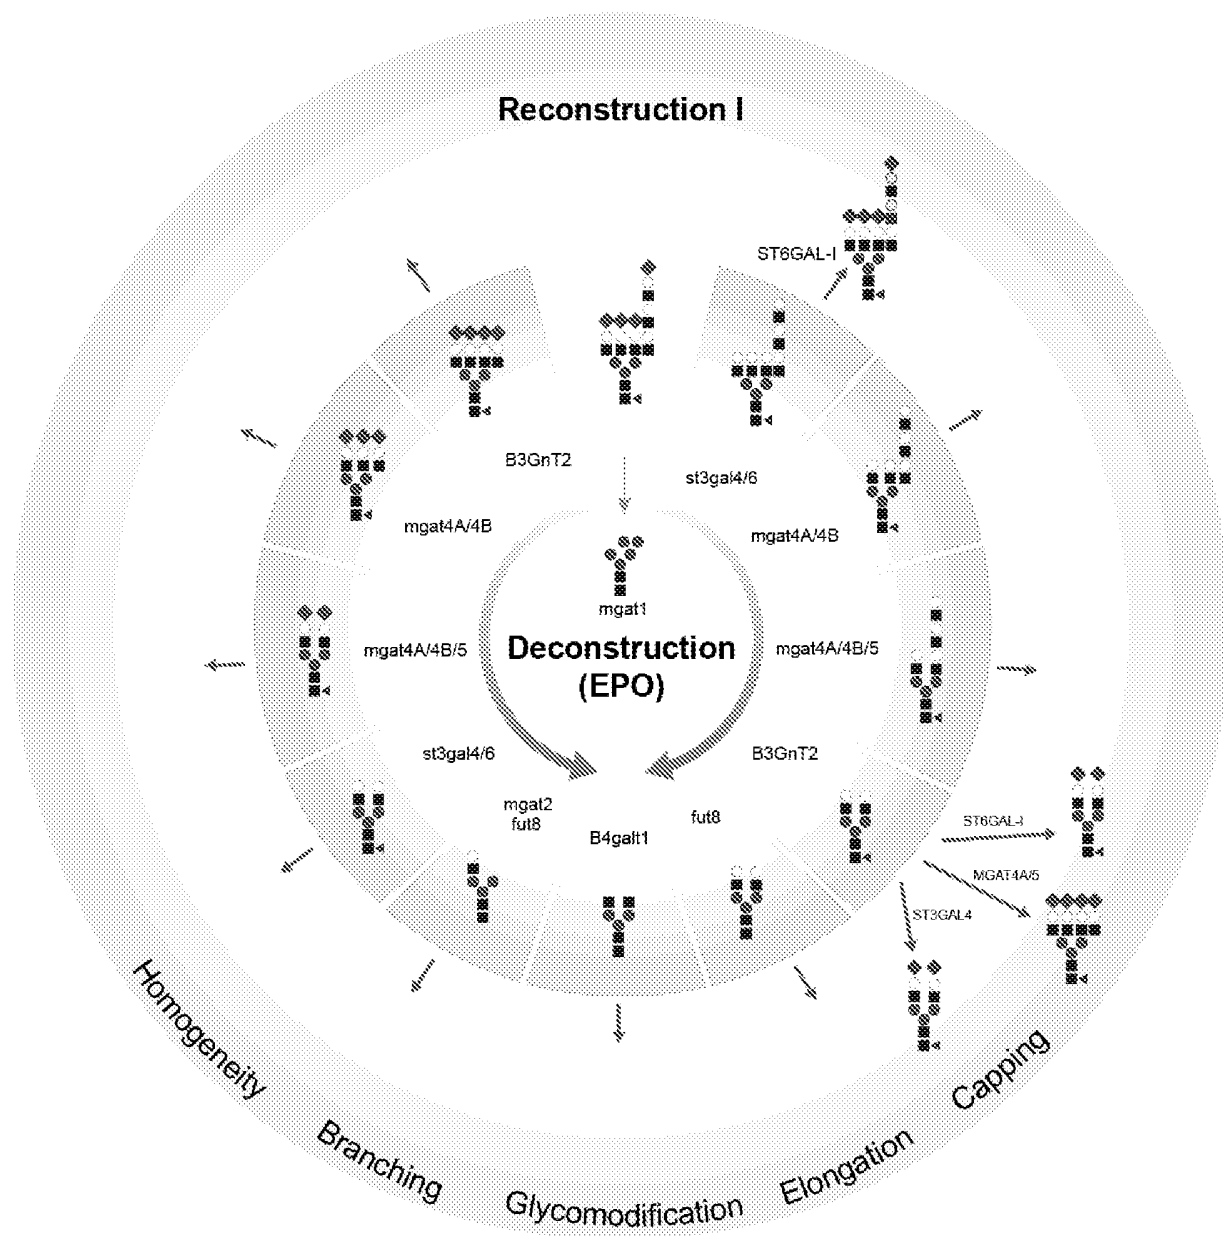 Reconstruction I
ST6GAL-I
B3GnT2
st3gal4/6
mgat4A/4B
mgat4A/4B
mgat1
Deconstruction
(EPO)
mgat4A/4B/5
mgat4A/4B/5
st3gal4/6
B3GnT2
mgat2
fut8
B4galt1
fut8
ST6GAL-I
MGAT4A/5
ST3GAL4
Homogeneity
Branching
Glycomodification
Elongation
Capping